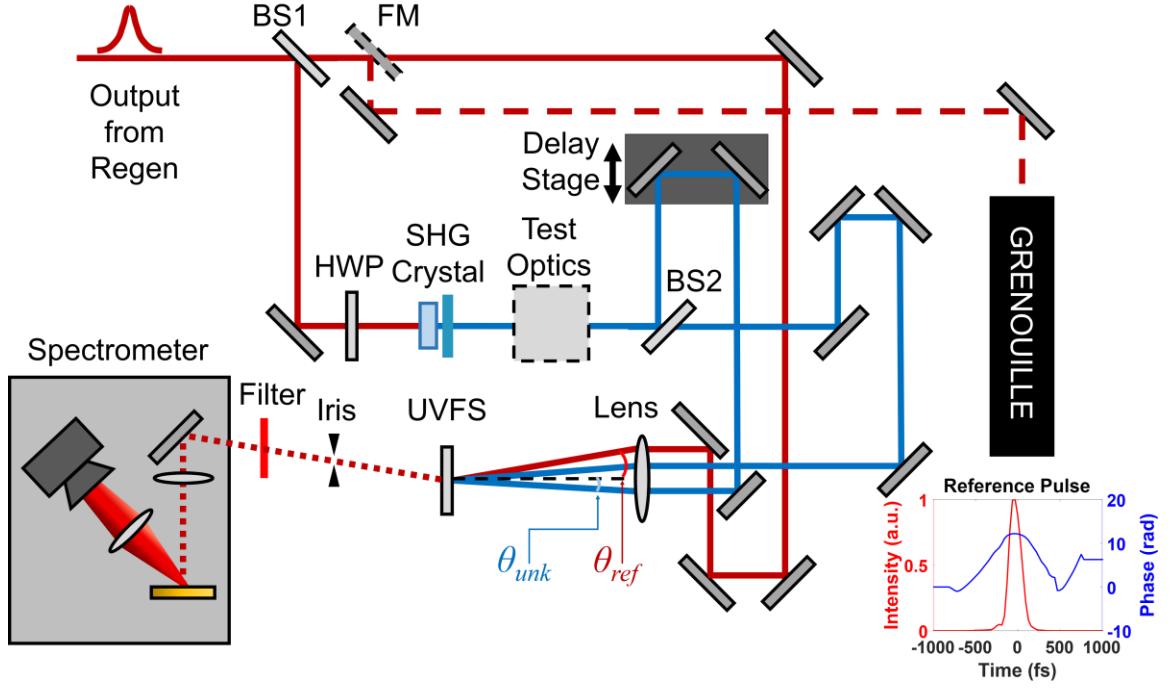 BS1
FM
Output
from
Regen
Delay
Stage
Test
Optics
SHG
Crystal
HWP
BS2
GRENOUILLE
Spectrometer
Filter
Iris
UVFS
Lens
θunk
θref
Reference Pulse
Intensity (a.u.)
1
0.5
0
Phase (rad)
20
10
0
-10
-1000 -500 0 500 1000
Time (fs)